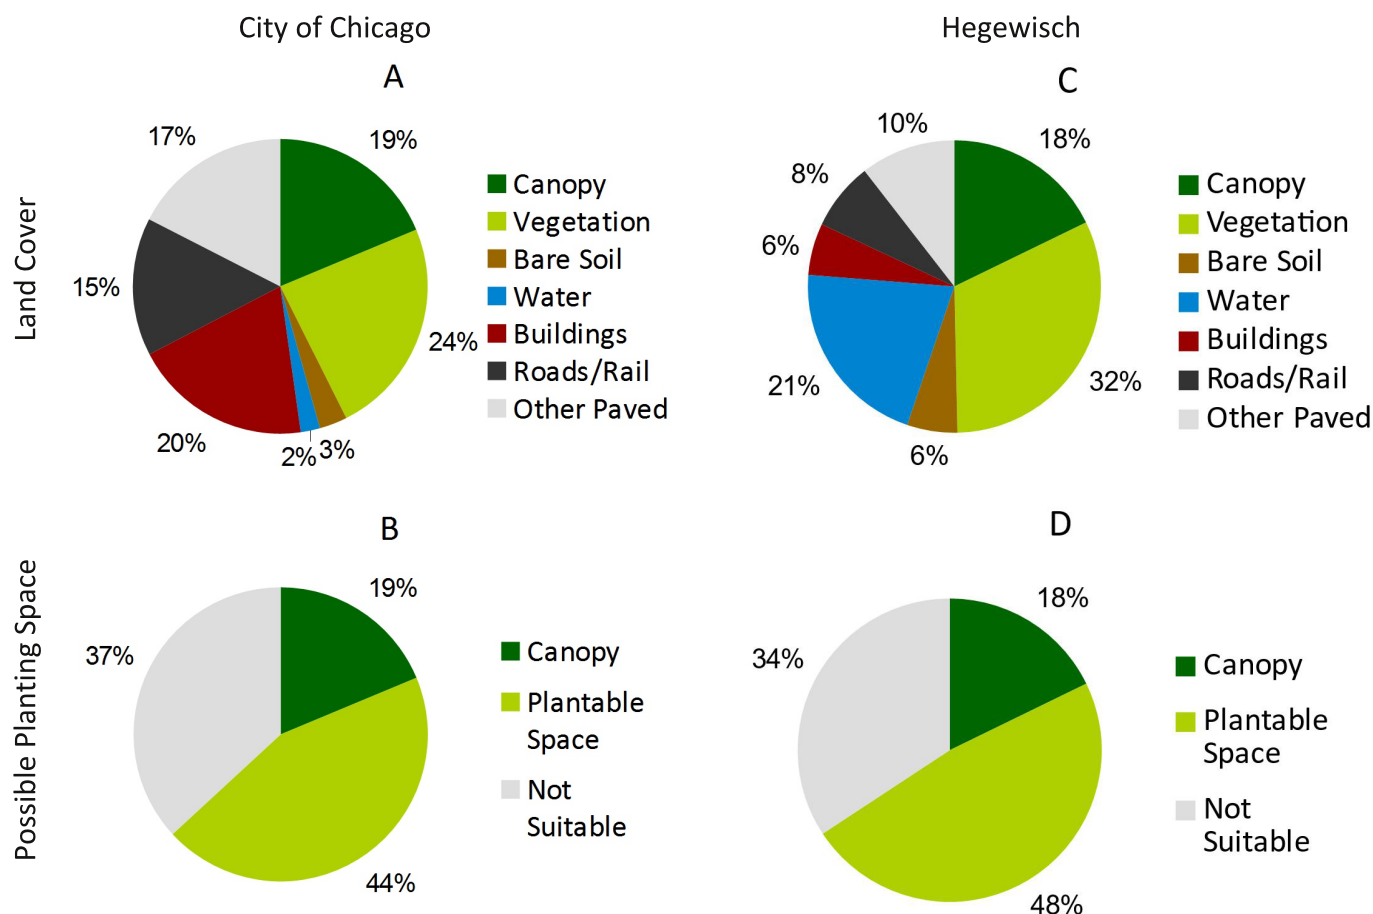 City of Chicago
Hegewisch
Land Cover
A
17%
19%
15%
24%
20%
2%
3%
Canopy
Vegetation
Bare Soil
Water
Buildings
Roads/Rail
Other Paved
C
10%
18%
8%
6%
21%
32%
6%
Canopy
Vegetation
Bare Soil
Water
Buildings
Roads/Rail
Other Paved
Possible Planting Space
B
19%
37%
44%
Canopy
Plantable
Space
Not
Suitable
D
18%
34%
48%
Canopy
Plantable
Space
Not
Suitable